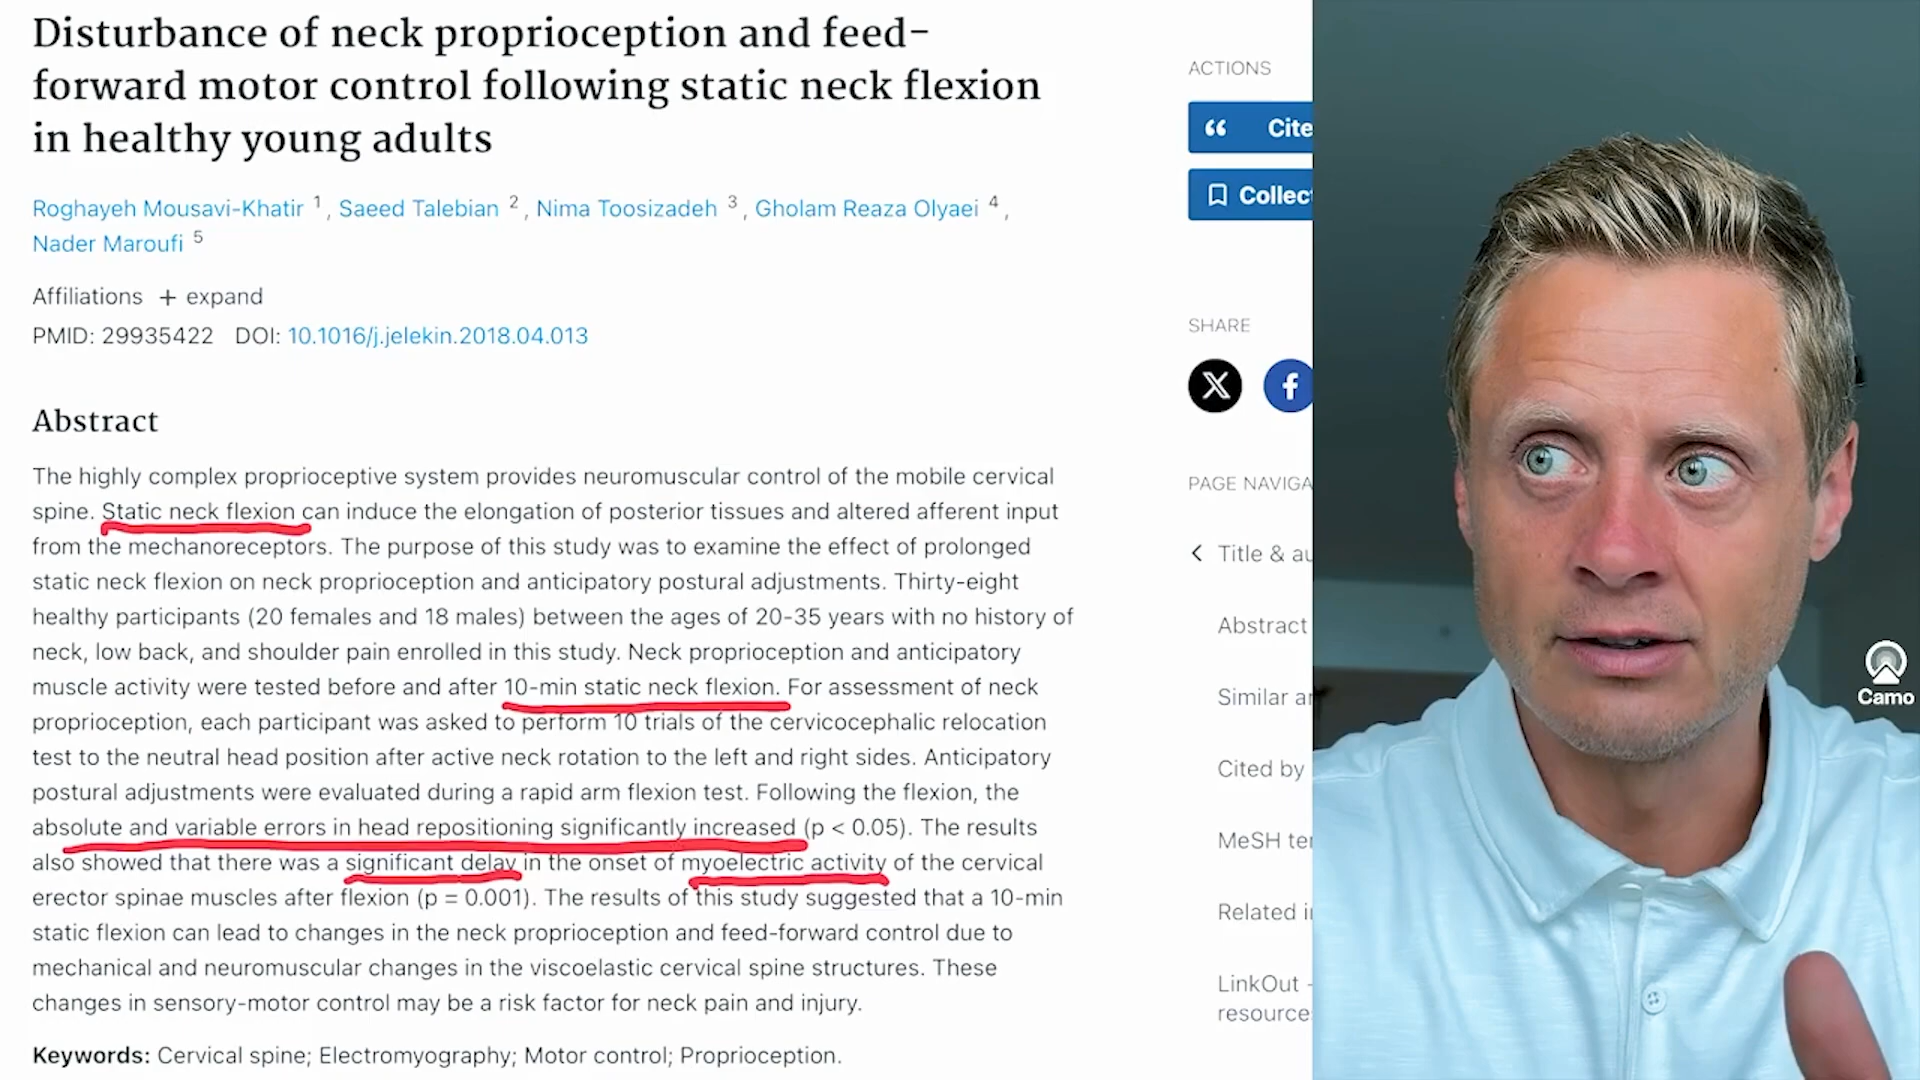 Disturbance of neck proprioception and feed-
forward motor control following static neck flexion
in healthy young adults
Roghayeh Mousavi-Khatir 1, Saeed Talebian 2, Nima Toosizadeh 3, Gholam Reaza Olyaei 4,
Nader Maroufi 5
Affiliations + expand
PMID: 29935422 DOI: 10.1016/j.jelekin.2018.04.013
Abstract
The highly complex proprioceptive system provides neuromuscular control of the mobile cervical
spine. Static neck flexion can induce the elongation of posterior tissues and altered afferent input
from the mechanoreceptors. The purpose of this study was to examine the effect of prolonged
static neck flexion on neck proprioception and anticipatory postural adjustments. Thirty-eight
healthy participants (20 females and 18 males) between the ages of 20-35 years with no history of
neck, low back, and shoulder pain enrolled in this study. Neck proprioception and anticipatory
muscle activity were tested before and after 10-min static neck flexion. For assessment of neck
proprioception, each participant was asked to perform 10 trials of the cervicocephalic relocation
test to the neutral head position after active neck rotation to the left and right sides. Anticipatory
postural adjustments were evaluated during a rapid arm flexion test. Following the flexion, the
absolute and variable errors in head repositioning significantly increased (p < 0.05). The results
also showed that there was a significant delay in the onset of myoelectric activity of the cervical
erector spinae muscles after flexion (p = 0.001). The results of this study suggested that a 10-min
static flexion can lead to changes in the neck proprioception and feed-forward control due to
mechanical and neuromuscular changes in the viscoelastic cervical spine structures. These
changes in sensory-motor control may be a risk factor for neck pain and injury.
Keywords: Cervical spine; Electromyography; Motor control; Proprioception.
ACTIONS
Cite
Collec
SHARE
PAGE NAVIGA
Title & au
Abstract
Similar ar
Cited by
MeSH ter
Related i
LinkOut -
resource
Camo